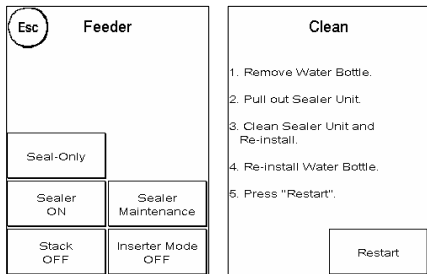 Esc
Feeder
Seal-Only
Sealer
ON
Sealer
Maintenance
Stack
OFF
Inserter Mode
OFF
Clean
1. Remove Water Bottle.
2. Pull out Sealer Unit.
3. Clean Sealer Unit and
Re-install.
4. Re-install Water Bottle.
5. Press "Restart".
Restart